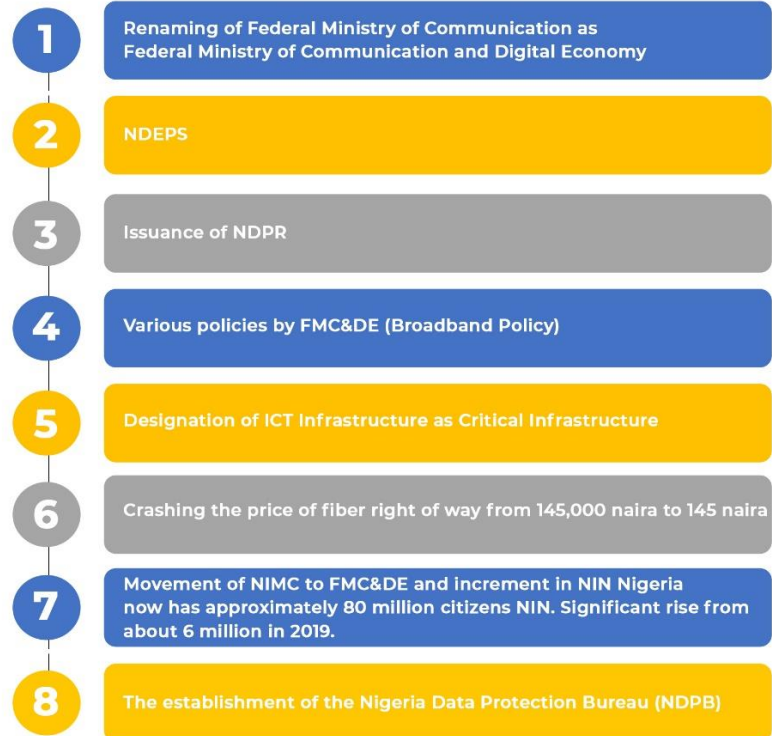 1
Renaming of Federal Ministry of Communication as
Federal Ministry of Communication and Digital Economy
2
NDEPS
3
Issuance of NDPR
4
Various policies by FMC&DE (Broadband Policy)
5
Designation of ICT Infrastructure as Critical Infrastructure
6
Crashing the price of fiber right of way from 145,000 naira to 145 naira
7
Movement of NIMC to FMC&DE and increment in NIN Nigeria
now has approximately 80 million citizens NIN. Significant rise from
about 6 million in 2019.
8
The establishment of the Nigeria Data Protection Bureau (NDPB)